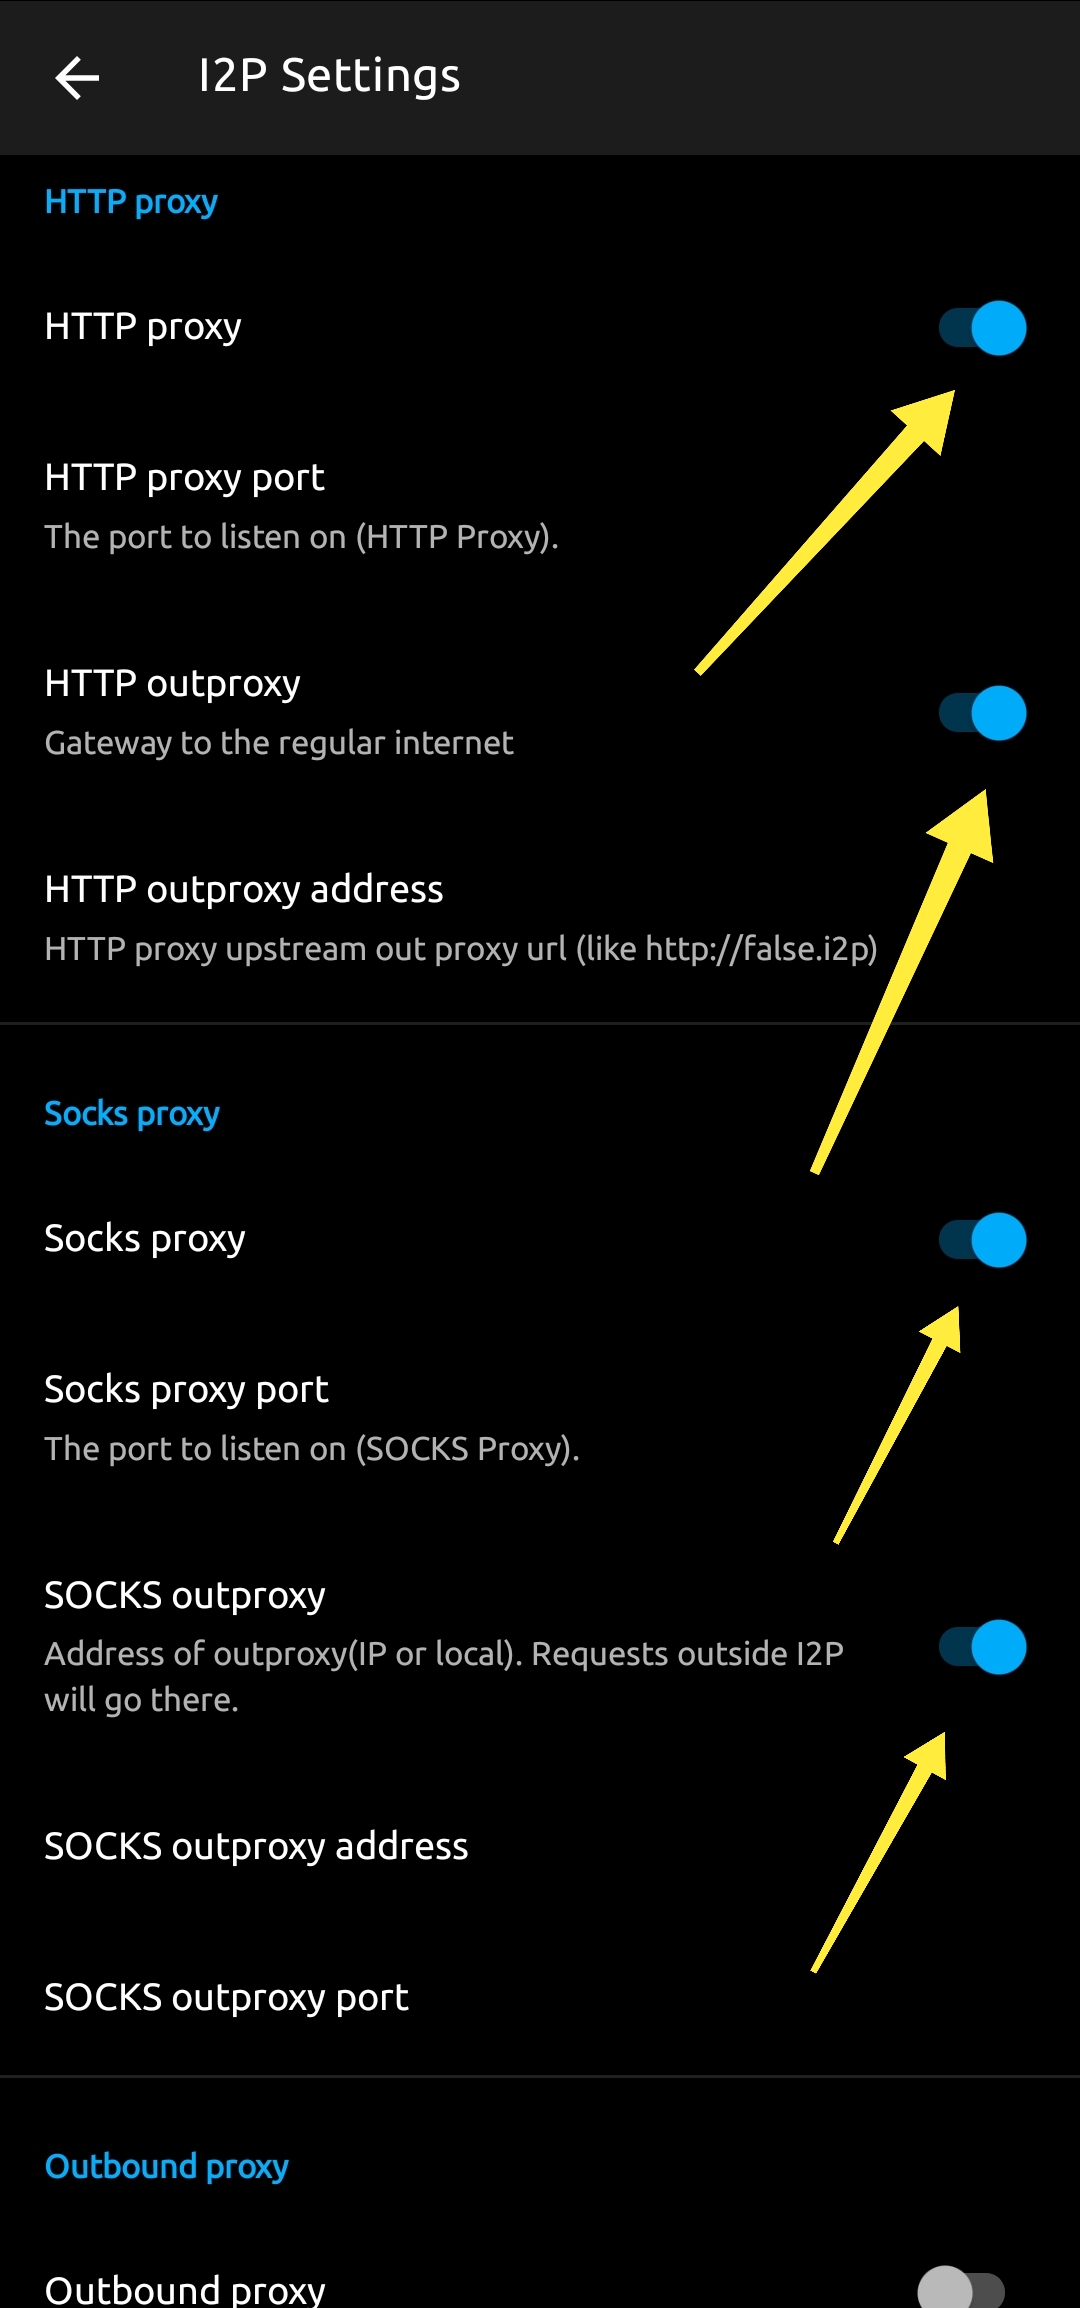 I2P Settings
HTTP proxy
HTTP proxy
HTTP proxy port
The port to listen on (HTTP Proxy).
HTTP outproxy
Gateway to the regular internet
HTTP outproxy address
HTTP proxy upstream out proxy url (like http://false.i2p)
Socks proxy
Socks proxy
Socks proxy port
The port to listen on (SOCKS Proxy).
SOCKS outproxy
Address of outproxy(IP or local). Requests outside I2P
will go there.
SOCKS outproxy address
SOCKS outproxy port
Outbound proxy
Outbound proxy